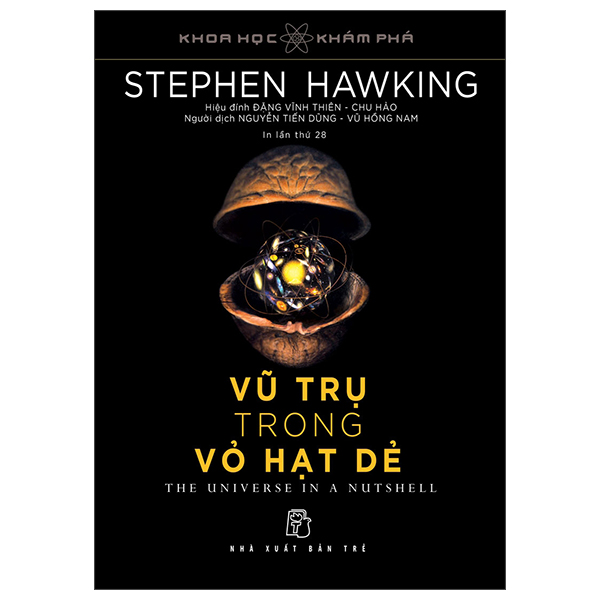 KHOA HỌC KHÁM PHÁ
STEPHEN HAWKING
Hiệu đính ĐẶNG VĨNH THIÊN - CHU HẢO
Người dịch NGUYỄN TIẾN DŨNG - VŨ HỒNG NAM
In lần thứ 28
VŨ TRỤ
TRONG
VỎ HẠT DẺ
THE UNIVERSE IN A NUTSHELL
NHÀ XUẤT BẢN TRẺ